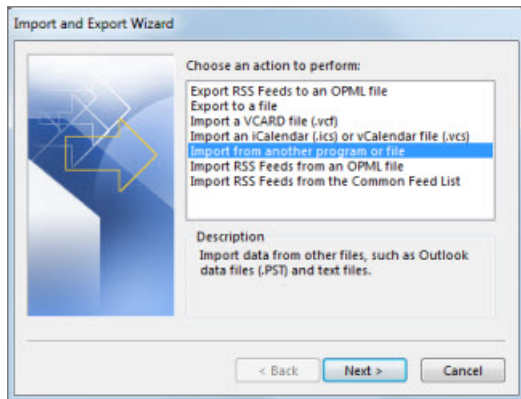 Import and Export Wizard
Choose an action to perform:
Export RSS Feeds to an OPML file
Export to a file
Import a VCARD file (.vcf)
Import an iCalendar (.ics) or vCalendar file (.vcs)
Import from another program or file
Import RSS Feeds from an OPML file
Import RSS Feeds from the Common Feed List
Description
Import data from other files, such as Outlook
data files (.PST) and text files.
< Back Next > Cancel